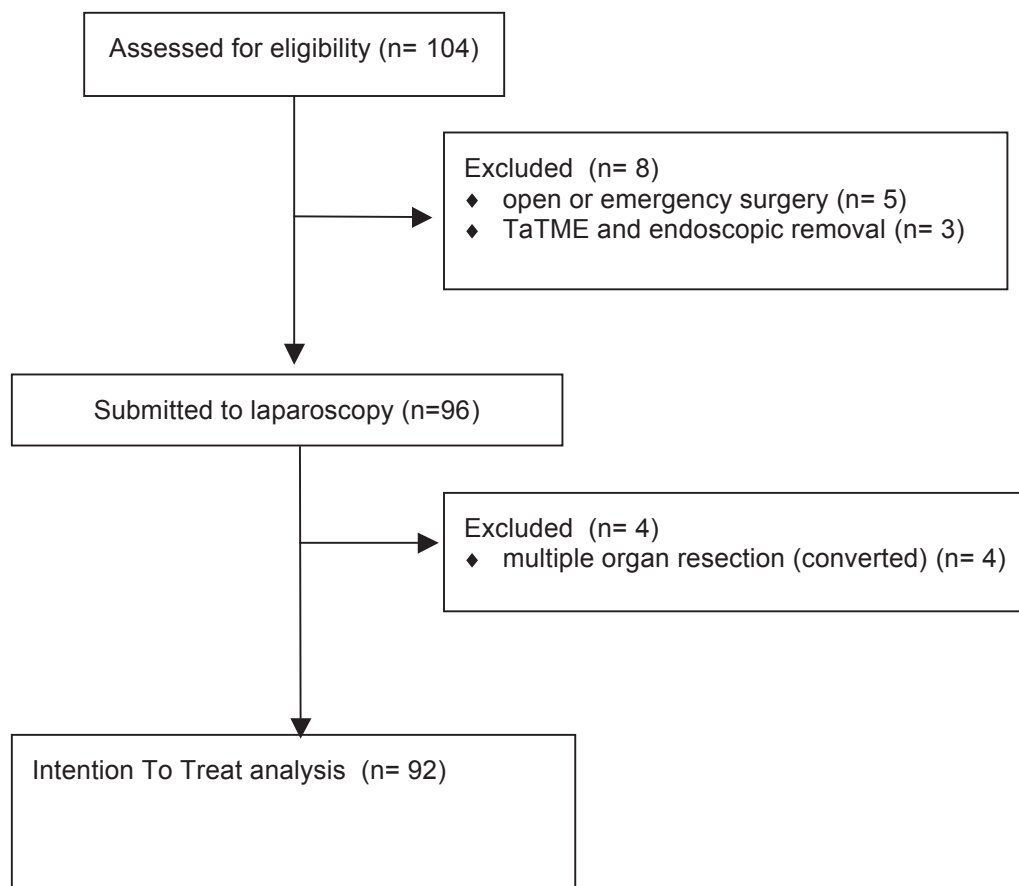 Assessed for eligibility (n= 104)
Excluded (n= 8)
♦ open or emergency surgery (n= 5)
♦ TaTME and endoscopic removal (n= 3)
Submitted to laparoscopy (n=96)
Excluded (n= 4)
♦ multiple organ resection (converted) (n= 4)
Intention To Treat analysis (n= 92)